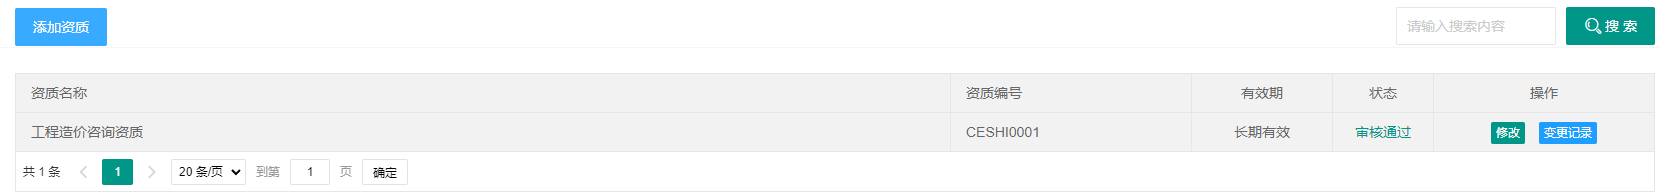 添加资质 请输入搜索内容 搜 索
资质名称 资质编号 有效期 状态 操作
工程造价咨询资质 CESHI0001 长期有效 审核通过 修改 变更记录
共 1 条 1 20 条/页 到第 1 页 确定